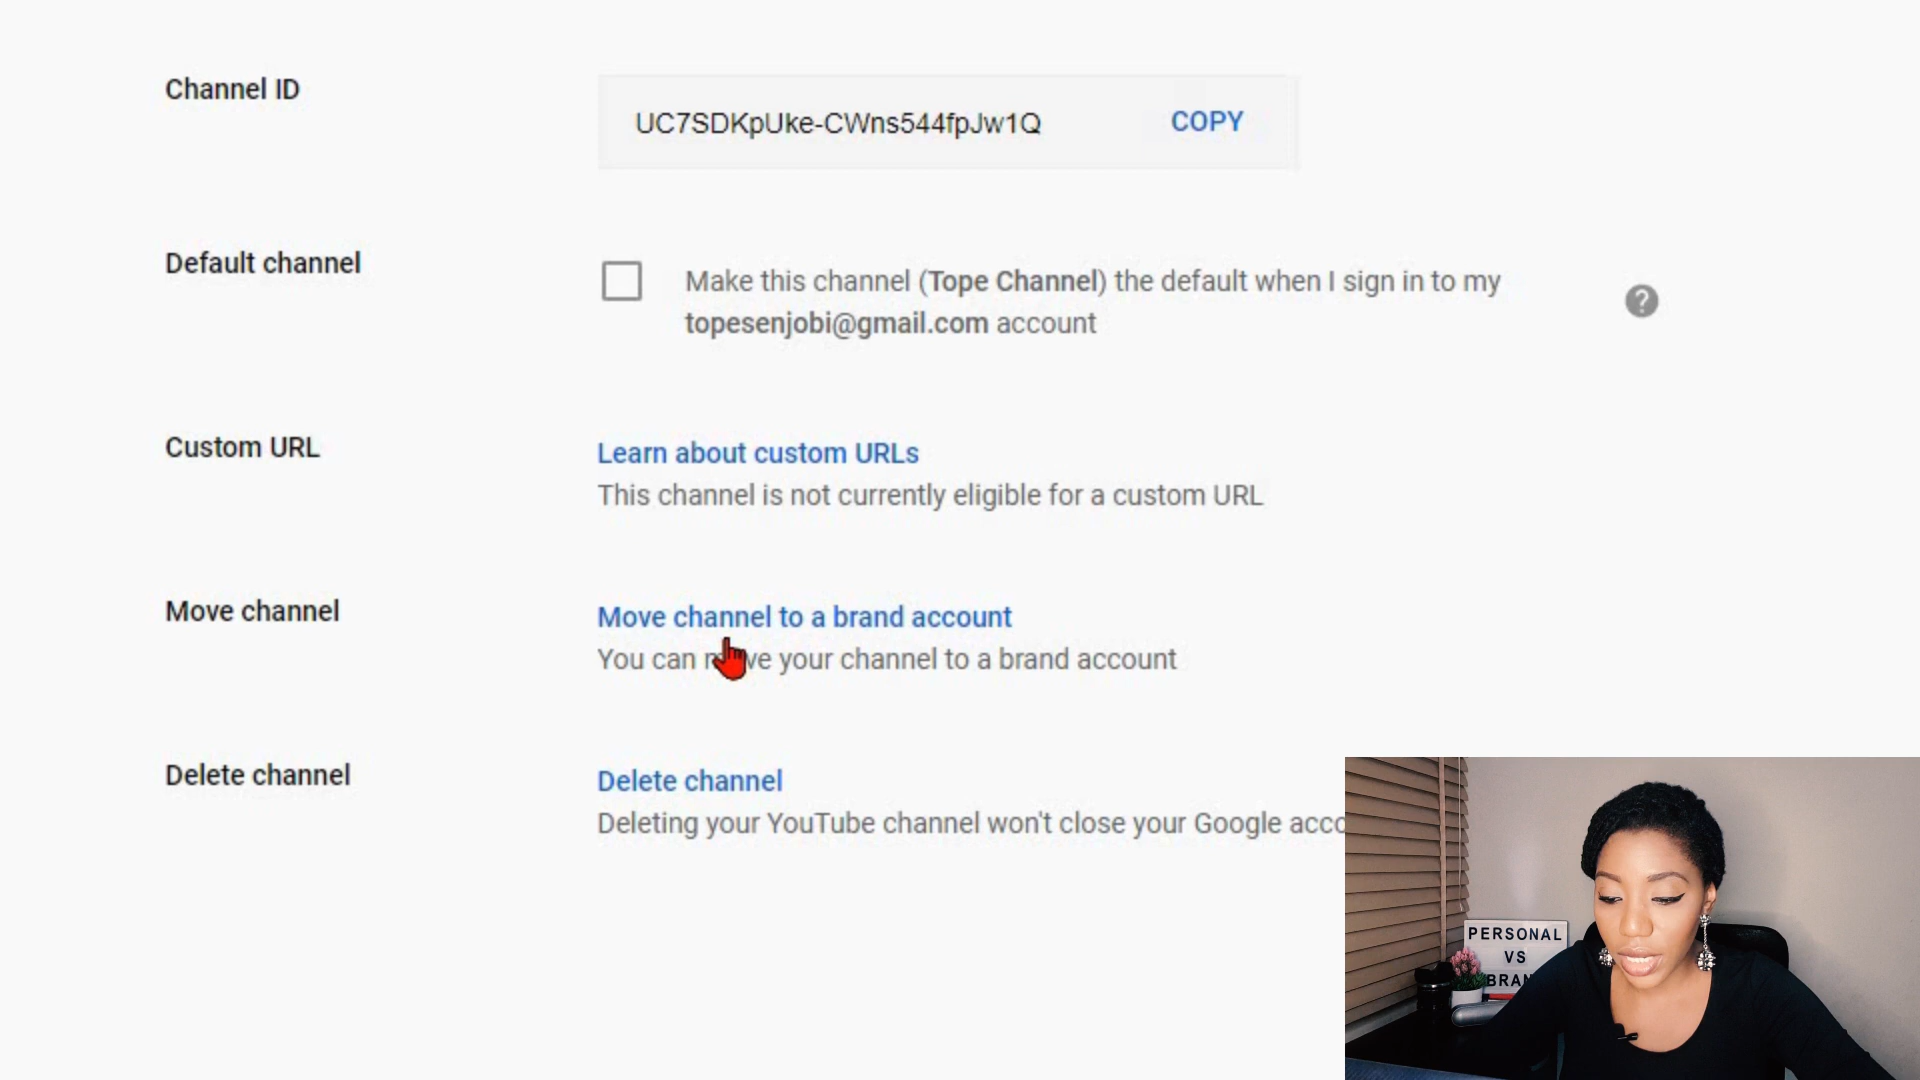 Channel ID
UC7SDKpUke-CWns544fpJw1Q COPY
Default channel
Make this channel (Tope Channel) the default when I sign in to my
topesenjobi@gmail.com account
Custom URL
Learn about custom URLs
This channel is not currently eligible for a custom URL
Move channel
Move channel to a brand account
You can move your channel to a brand account
Delete channel
Delete channel
Deleting your YouTube channel won't close your Google acco
PERSONAL
VS
BRAN